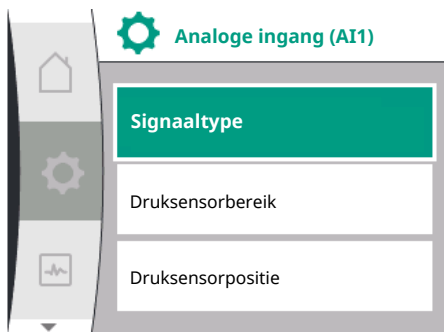 Analoge ingang (AI1)
Signaaltype
Druksensorbereik
Druksensorpositie